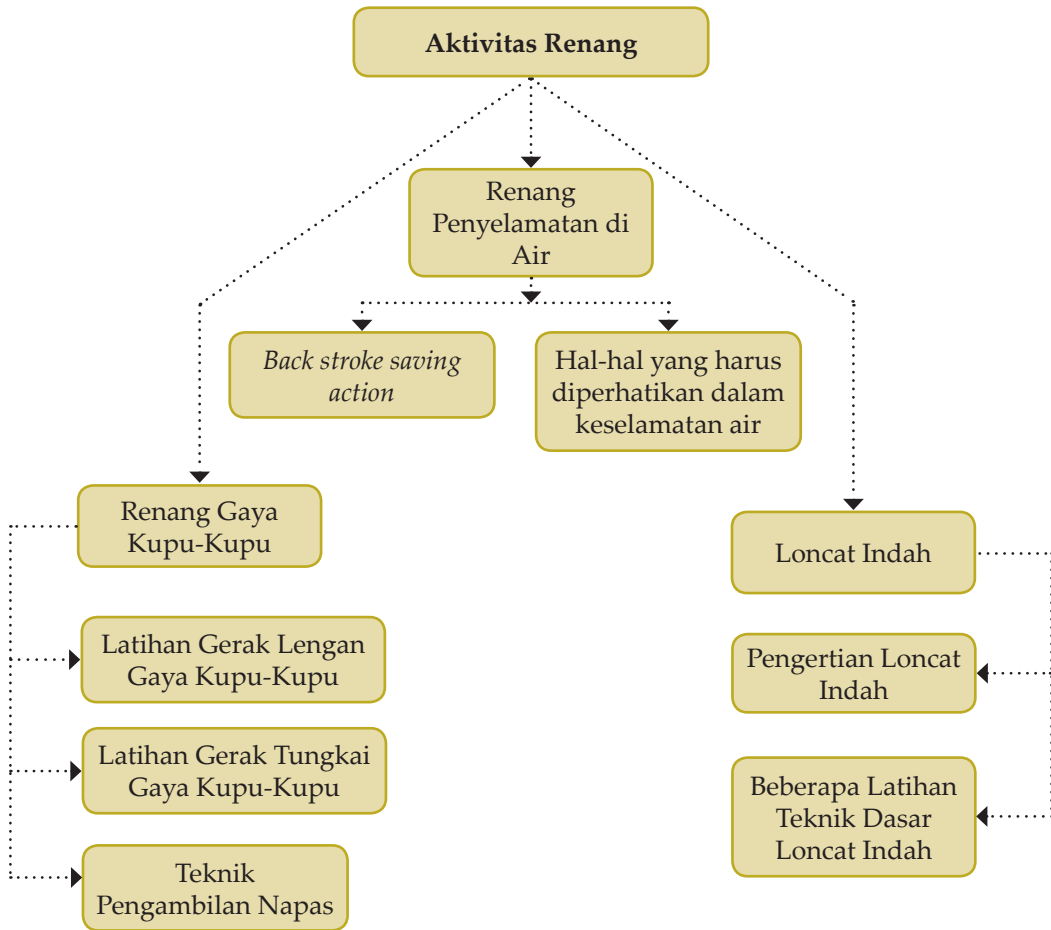 Aktivitas Renang
Renang
Penyelamatan di
Air
Back stroke saving
action
Hal-hal yang harus
diperhatikan dalam
keselamatan air
Renang Gaya
Kupu-Kupu
Latihan Gerak Lengan
Gaya Kupu-Kupu
Latihan Gerak Tungkai
Gaya Kupu-Kupu
Teknik
Pengambilan Napas
Loncat Indah
Pengertian Loncat
Indah
Beberapa Latihan
Teknik Dasar
Loncat Indah